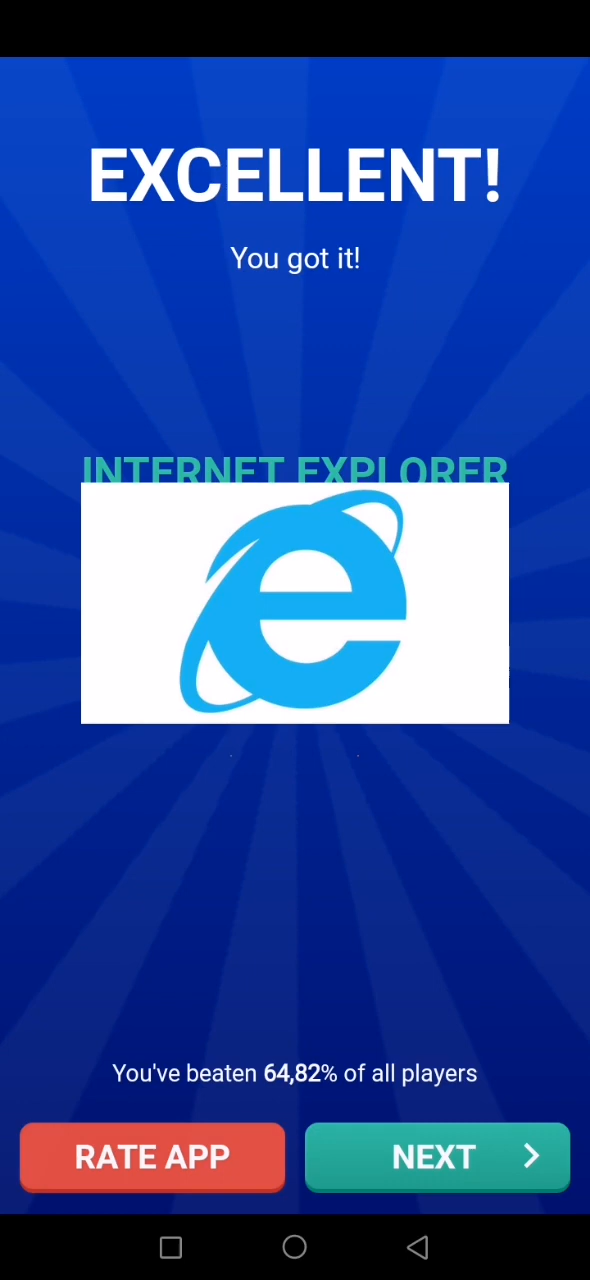 EXCELLENT!
You got it!
INTERNET EXPLORER
You've beaten 64,82% of all players
RATE APP
NEXT